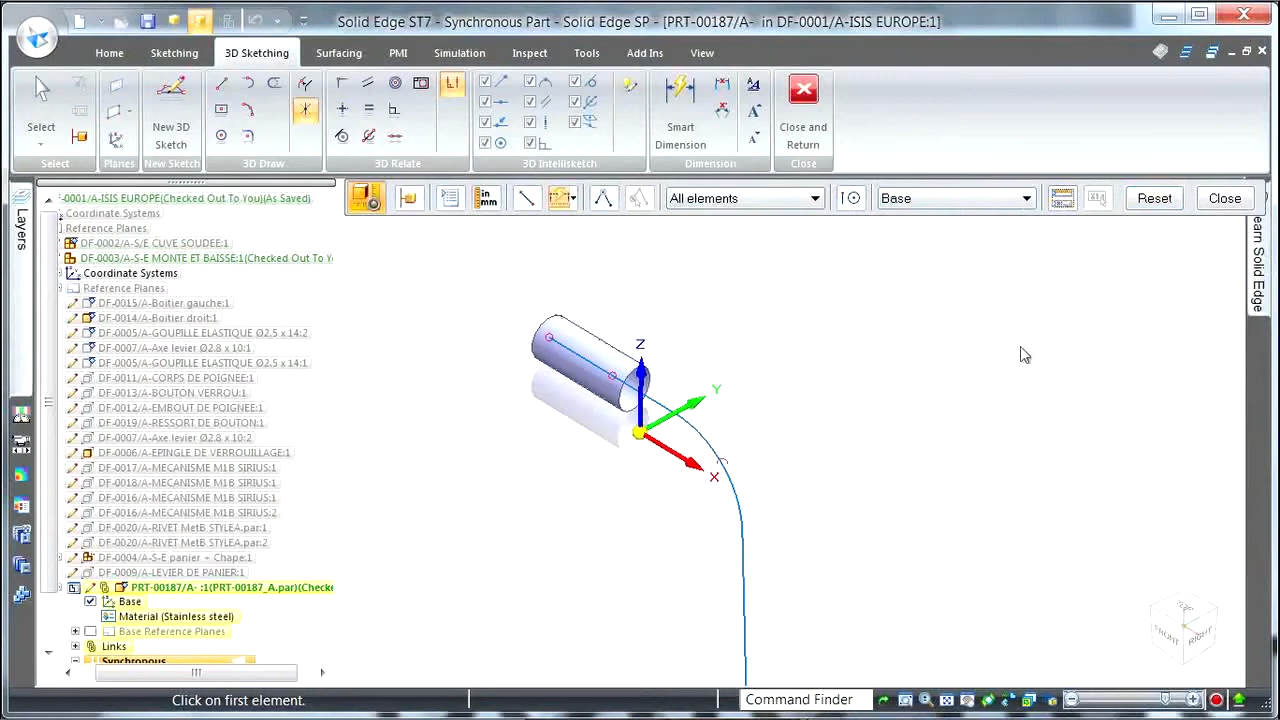 Solid Edge ST7 - Synchronous Part - Solid Edge SP - [PRT-00187/A- in DF-0001/A-ISIS EUROPE:1]
Home Sketching 3D Sketching Surfacing PMI Simulation Inspect Tools Add Ins View
Select
New 3D
Sketch
Smart
Dimension
Close and
Return
Select Planes New Sketch 3D Draw 3D Relate 3D Intellisketch Dimension Close
in
mm
All elements
Base
Reset
Close
Layers
-0001/A-ISIS EUROPE(Checked Out To You)(As Saved)
Coordinate Systems
Reference Planes
DF-0002/A-S/E CUVE SOUDEE:1
DF-0003/A-S-E MONTE ET BAISSE:1(Checked Out To Y
Coordinate Systems
Reference Planes
DF-0015/A-Boitier gauche:1
DF-0014/A-Boitier droit:1
DF-0005/A-GOUPILLE ELASTIQUE Ø2.5 x 14:2
DF-0007/A-Axe levier Ø2.8 x 10:1
DF-0005/A-GOUPILLE ELASTIQUE Ø2.5 x 14:1
DF-0011/A-CORPS DE POIGNEE:1
DF-0013/A-BOUTON VERROU:1
DF-0012/A-EMBOUT DE POIGNEE:1
DF-0019/A-RESSORT DE BOUTON:1
DF-0007/A-Axe levier Ø2.8 x 10:2
DF-0006/A-EPINGLE DE VERROUILLAGE:1
DF-0017/A-MECANISME M1B SIRIUS:1
DF-0018/A-MECANISME M1B SIRIUS:1
DF-0016/A-MECANISME M1B SIRIUS:1
DF-0016/A-MECANISME M1B SIRIUS:2
DF-0020/A-RIVET MetB STYLEA.par:1
DF-0020/A-RIVET MetB STYLEA.par:2
DF-0004/A-S-E panier + Chape:1
DF-0009/A-LEVIER DE PANIER:1
PRT-00187/A- :1(PRT-00187_A.par)(Checke
Base
Material (Stainless steel)
Base Reference Planes
Links
Synchronous
Z
Y
X
earn Solid Edge
FRONT
RIGHT
Click on first element.
Command Finder